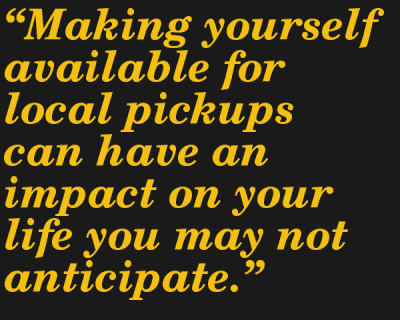 “Making yourself
available for
local pickups
can have an
impact on your
life you may not
anticipate.”